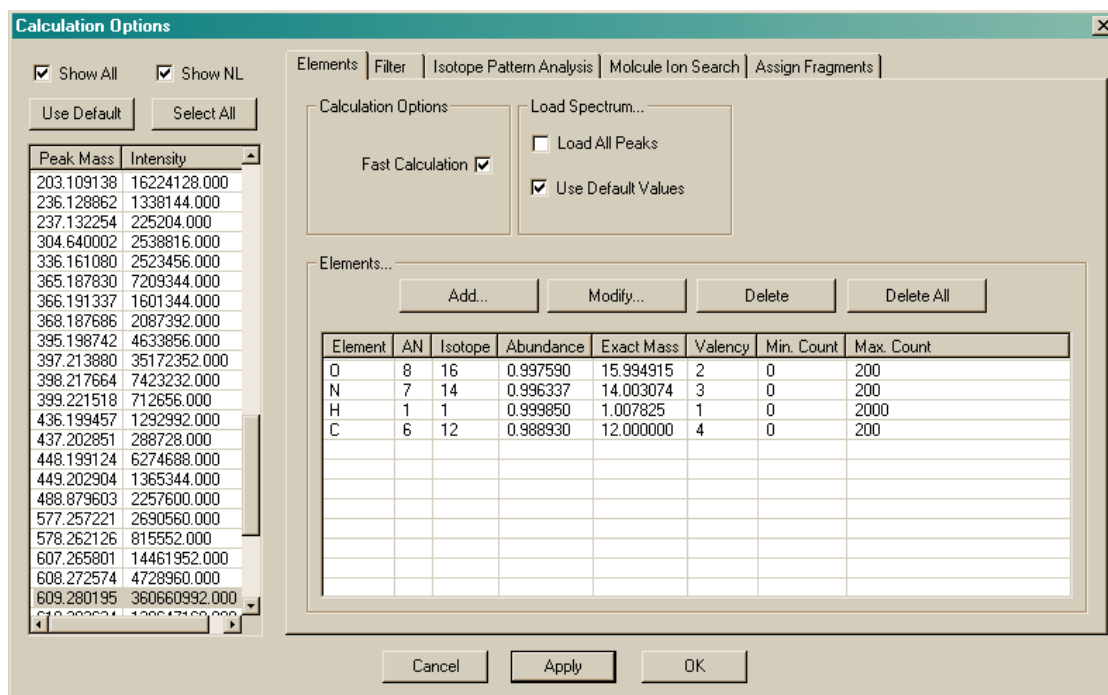 Calculation Options
Show All Show NL
Use Default Select All
Peak Mass Intensity
203.109138 16224128.000
236.128862 1338144.000
237.132254 225204.000
304.640002 2538816.000
336.161080 2523456.000
365.187830 7209344.000
366.191337 1601344.000
368.187686 2087392.000
395.198742 4633856.000
397.213880 35172352.000
398.217664 7423232.000
399.221518 712656.000
436.199457 1292992.000
437.202851 288728.000
448.199124 6274688.000
449.202904 1365344.000
488.879603 2257600.000
577.257221 2690560.000
578.262126 815552.000
607.265801 14461952.000
608.272574 4728960.000
609.280195 360660992.000
Elements Filter Isotope Pattern Analysis Molcule Ion Search Assign Fragments
Calculation Options
Fast Calculation
Load Spectrum...
Load All Peaks
Use Default Values
Elements...
Add... Modify... Delete Delete All
Element AN Isotope Abundance Exact Mass Valency Min. Count Max. Count
O 8 16 0.997590 15.994915 2 0 200
N 7 14 0.996337 14.003074 3 0 200
H 1 1 0.999850 1.007825 1 0 2000
C 6 12 0.988930 12.000000 4 0 200
Cancel Apply OK